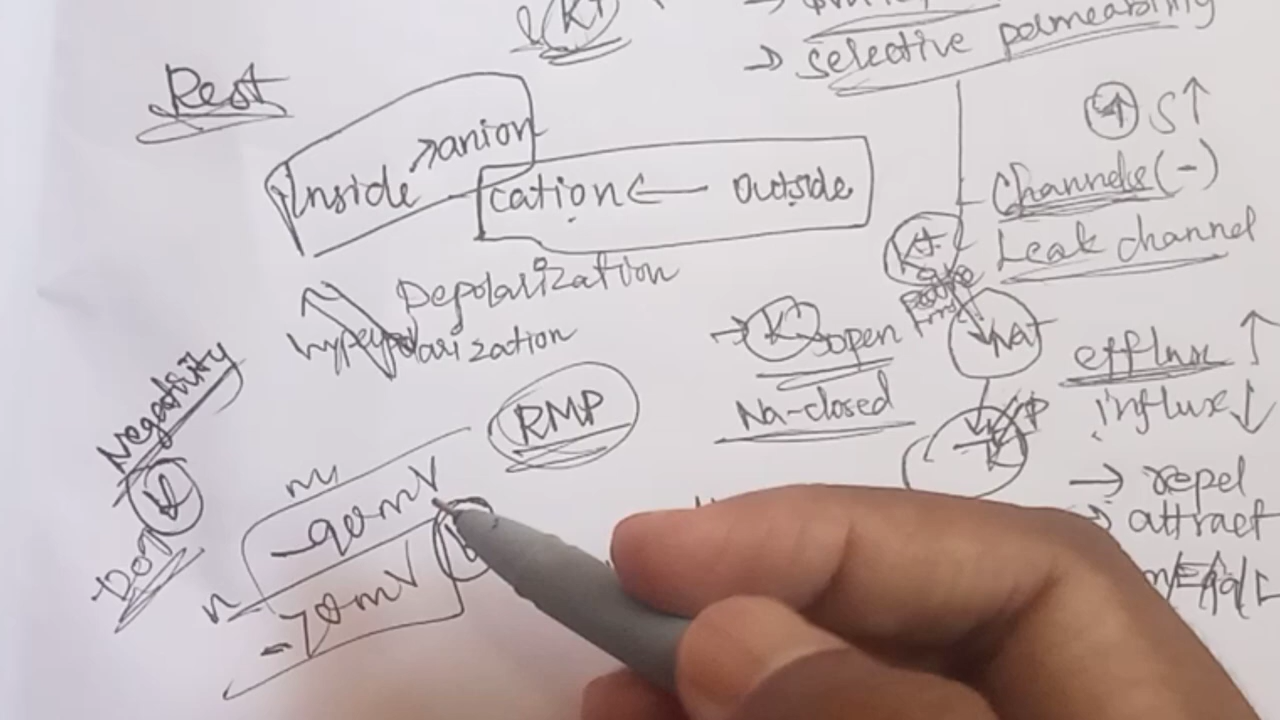 K+
→ selective permeability
Rest
↑ S↑
Inside → anion
cation ← outside
Channels (-)
Leak channel
K+
Depolarization
hyperpolarization
→ K+ open
Na+
efflux ↑
Na-closed
influx ↓
Negativity
RMP
→ repel
→ attract
m
-90mV
n
-70mV